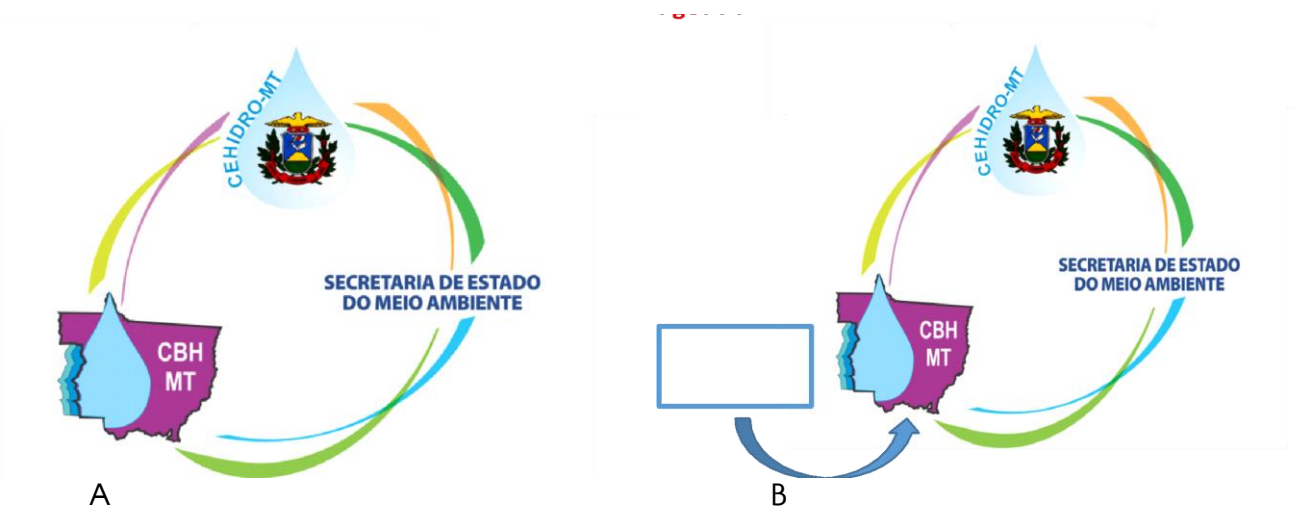 CEHIDRO-MT
SECRETARIA DE ESTADO
DO MEIO AMBIENTE
CBH
MT
A
CEHIDRO-MT
SECRETARIA DE ESTADO
DO MEIO AMBIENTE
CBH
MT
B